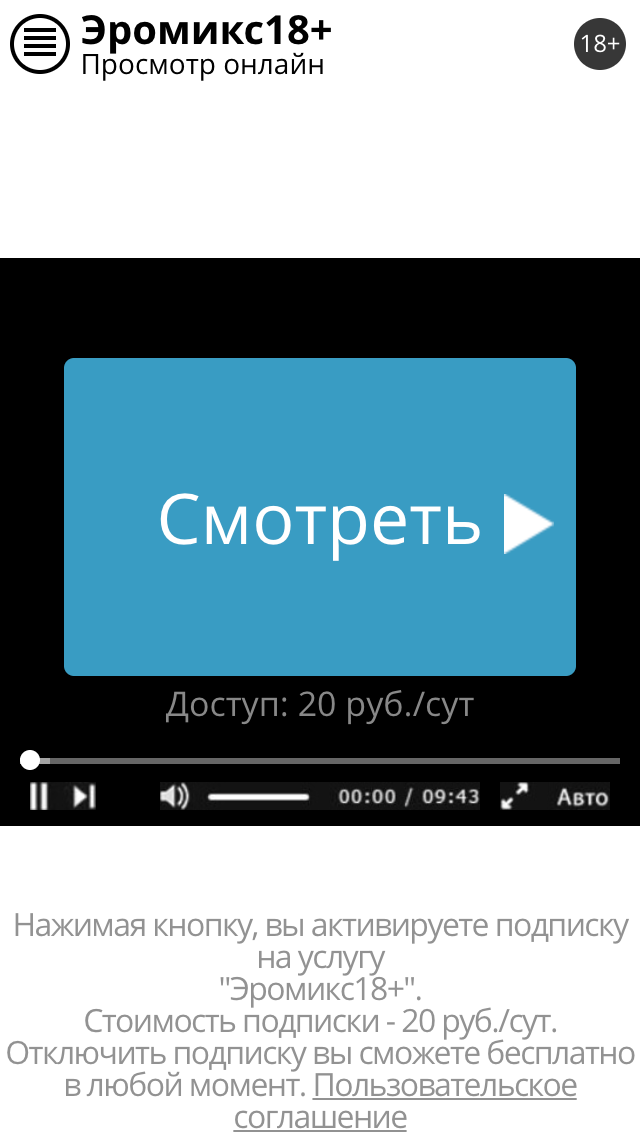 Эромикс18+
Просмотр онлайн
18+
Смотреть
Доступ: 20 руб./сут
00:00 / 09:43
Авто
Нажимая кнопку, вы активируете подписку
на услугу
"Эромикс18+".
Стоимость подписки - 20 руб./сут.
Отключить подписку вы сможете бесплатно
в любой момент. Пользовательское
соглашение